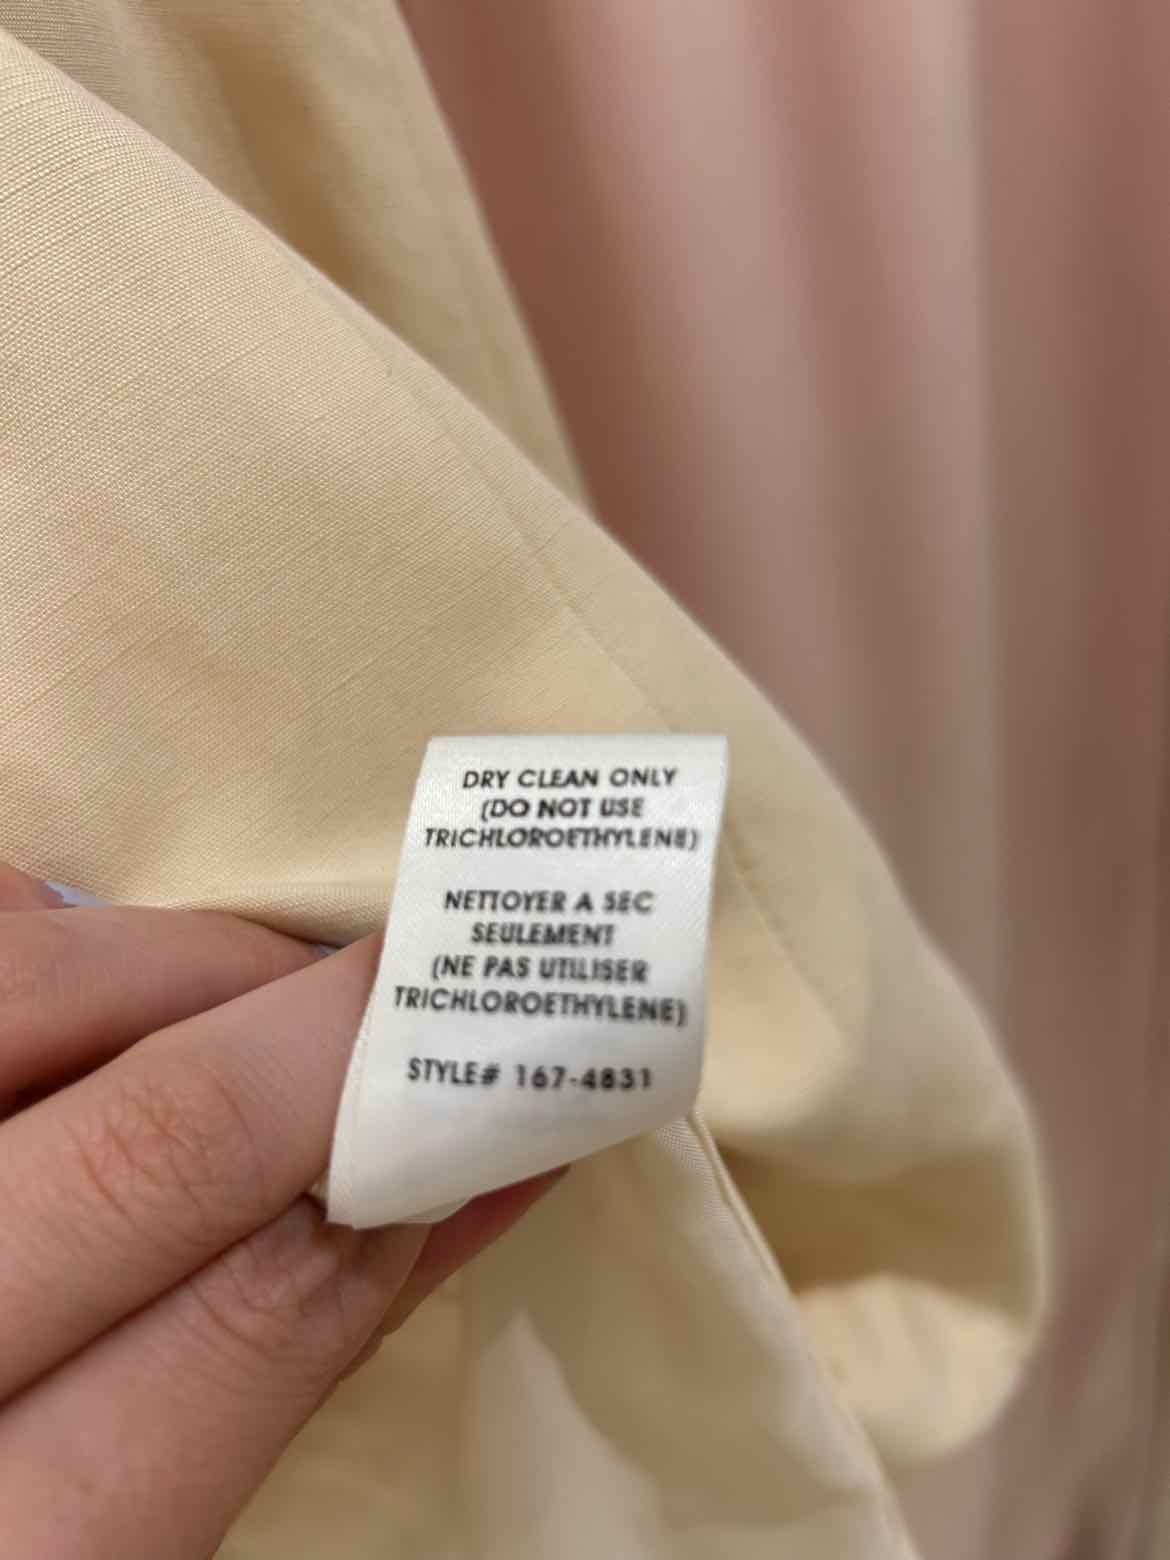 DRY CLEAN ONLY
(DO NOT USE
TRICHLOROETHYLENE)
NETTOYER A SEC
SEULEMENT
(NE PAS UTILISER
TRICHLOROETHYLENE)
STYLE# 167-4831